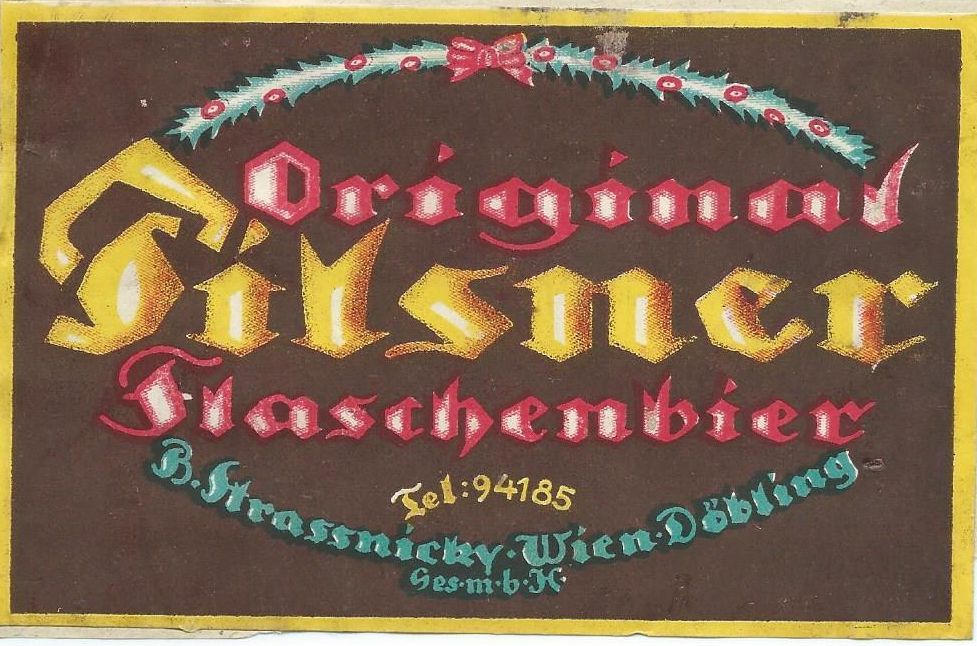 Original
Pilsner
Flaschenbier
Tel: 94185
B. Strassnicky · Wien · Döbling
Ges·m·b·H·